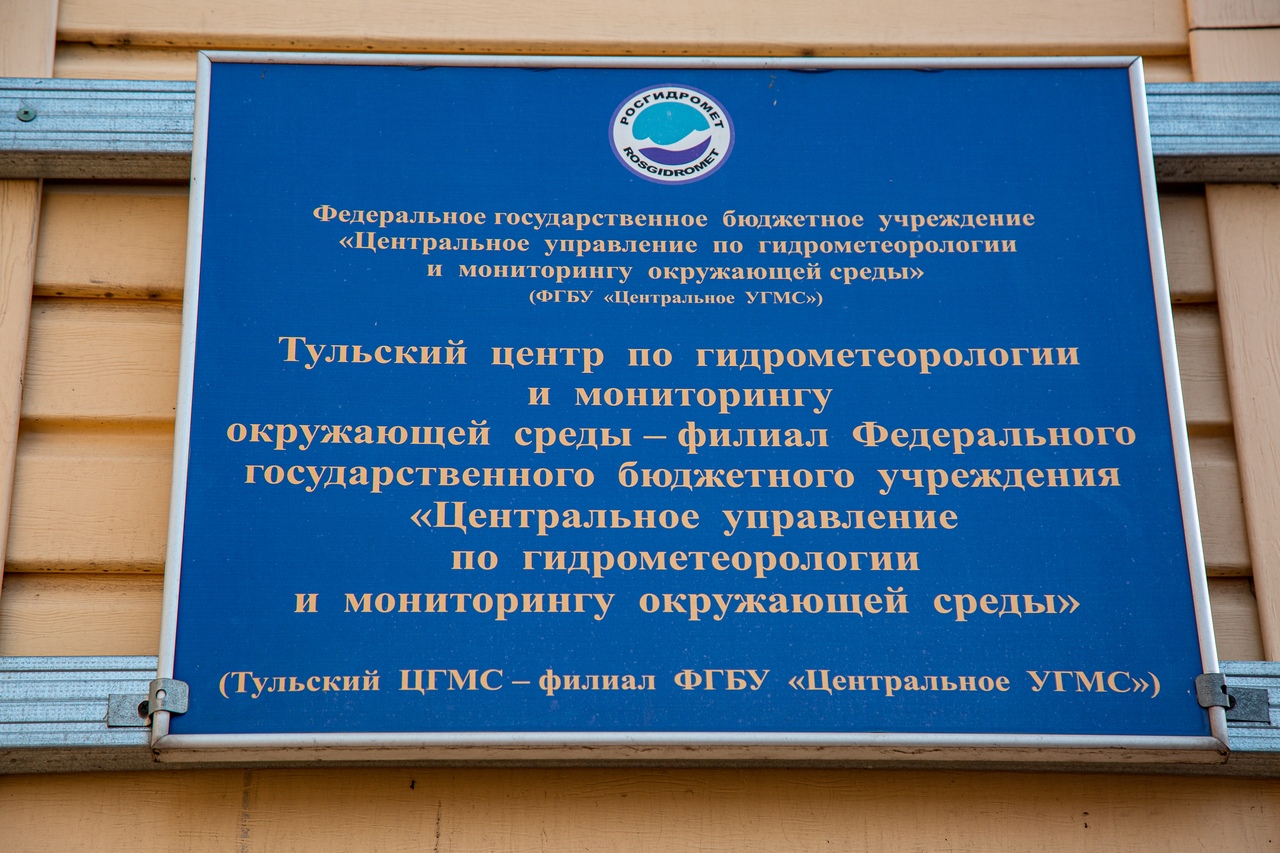 РОСГИДРОМЕТ
ROSGIDROMET
Федеральное государственное бюджетное учреждение
«Центральное управление по гидрометеорологии
и мониторингу окружающей среды»
(ФГБУ «Центральное УГМС»)
Тульский центр по гидрометеорологии
и мониторингу
окружающей среды – филиал Федерального
государственного бюджетного учреждения
«Центральное управление
по гидрометеорологии
и мониторингу окружающей среды»
(Тульский ЦГМС – филиал ФГБУ «Центральное УГМС»)